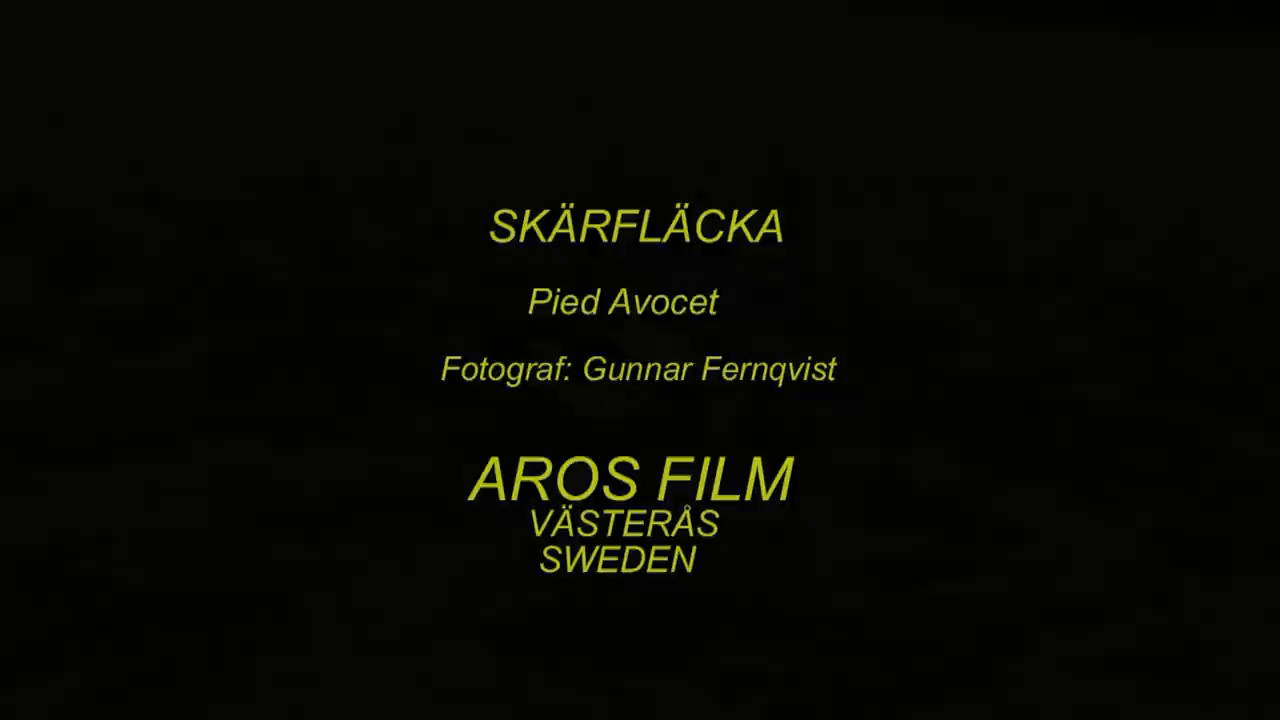 SKÄRFLÄCKA
Pied Avocet
Fotograf: Gunnar Fernqvist
AROS FILM
VÄSTERÅS
SWEDEN